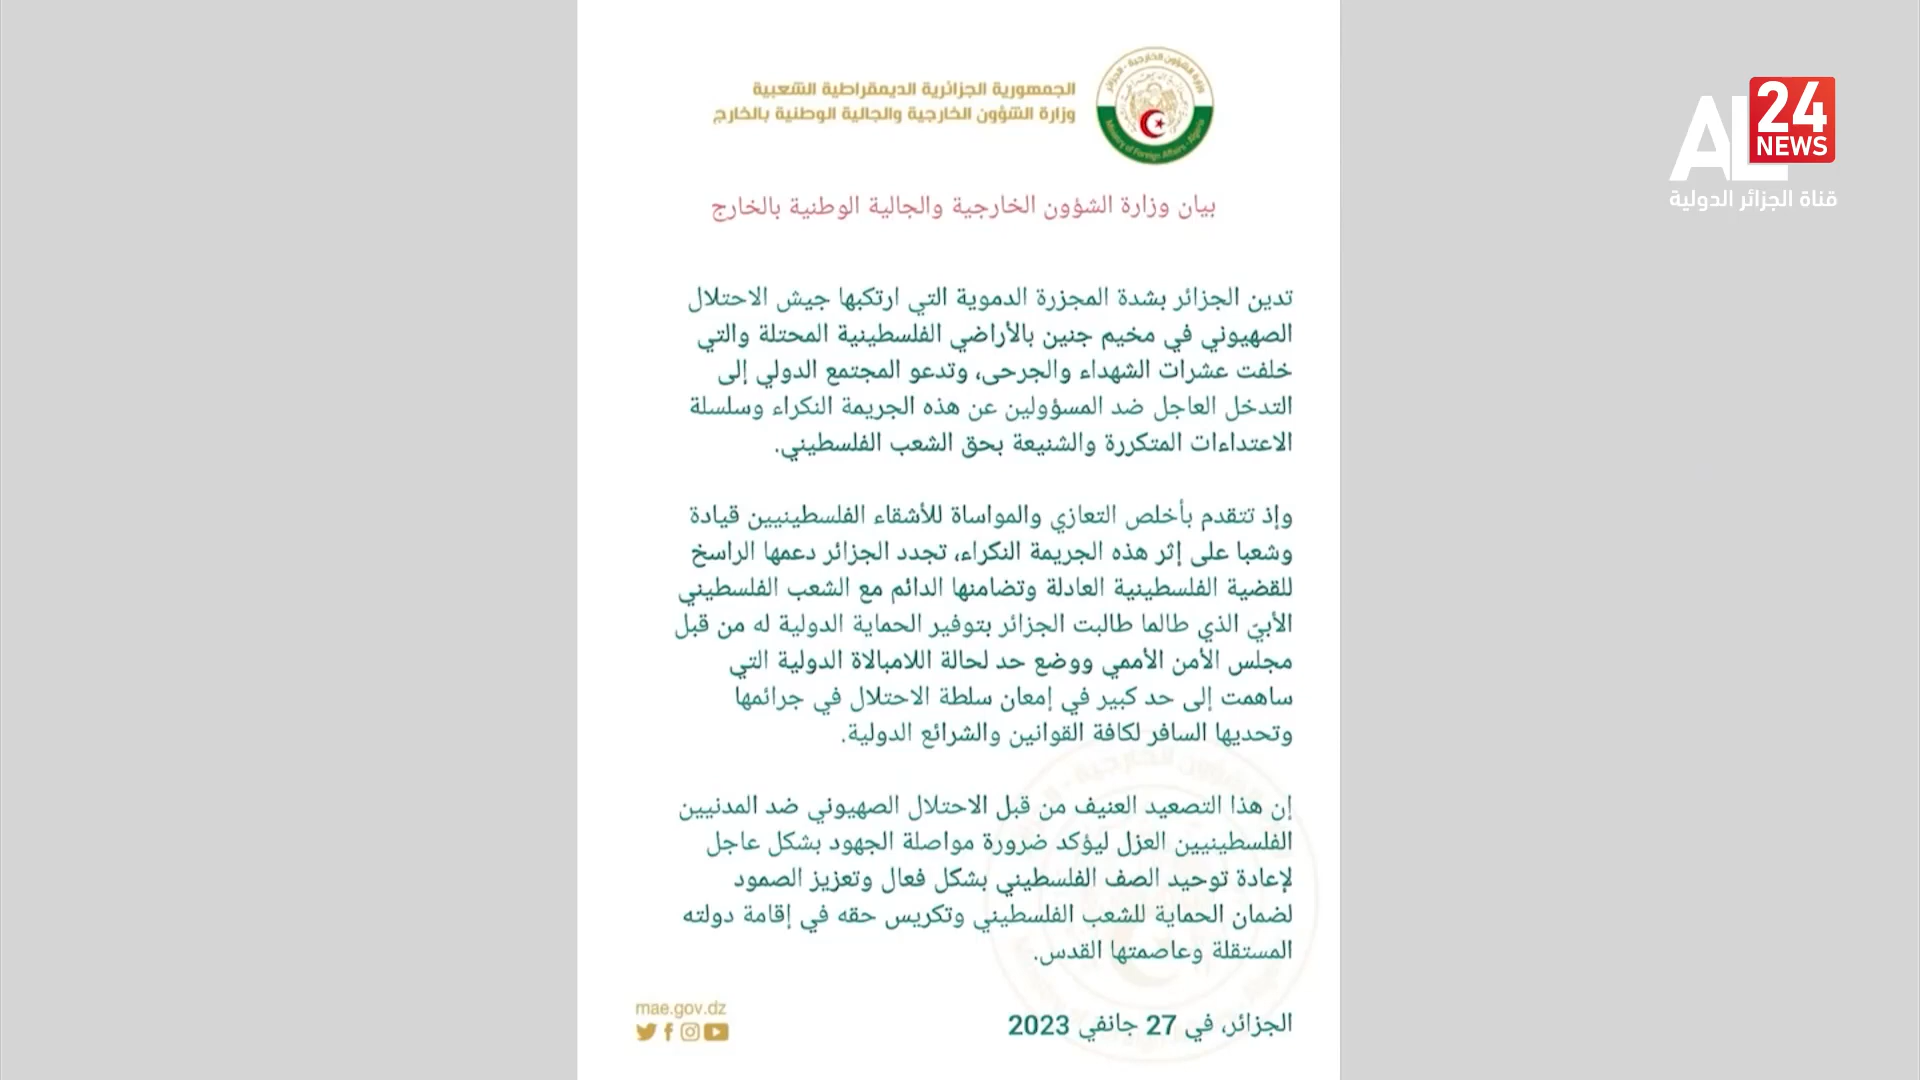 الجمهورية الجزائرية الديمقراطية الشعبية
وزارة الشؤون الخارجية والجالية الوطنية بالخارج
وزارة الشؤون الخارجية - الجزائر
Ministry of Foreign Affairs - Algeria
AL
24
NEWS
قناة الجزائر الدولية
بيان وزارة الشؤون الخارجية والجالية الوطنية بالخارج
تدين الجزائر بشدة المجزرة الدموية التي ارتكبها جيش الاحتلال
الصهيوني في مخيم جنين بالأراضي الفلسطينية المحتلة والتي
خلفت عشرات الشهداء والجرحى، وتدعو المجتمع الدولي إلى
التدخل العاجل ضد المسؤولين عن هذه الجريمة النكراء وسلسلة
الاعتداءات المتكررة والشنيعة بحق الشعب الفلسطيني.
وإذ تتقدم بأخلص التعازي والمواساة للأشقاء الفلسطينيين قيادة
وشعبا على إثر هذه الجريمة النكراء، تجدد الجزائر دعمها الراسخ
للقضية الفلسطينية العادلة وتضامنها الدائم مع الشعب الفلسطيني
الأبيّ الذي طالما طالبت الجزائر بتوفير الحماية الدولية له من قبل
مجلس الأمن الأممي ووضع حد لحالة اللامبالاة الدولية التي
ساهمت إلى حد كبير في إمعان سلطة الاحتلال في جرائمها
وتحديها السافر لكافة القوانين والشرائع الدولية.
إن هذا التصعيد العنيف من قبل الاحتلال الصهيوني ضد المدنيين
الفلسطينيين العزل ليؤكد ضرورة مواصلة الجهود بشكل عاجل
لإعادة توحيد الصف الفلسطيني بشكل فعال وتعزيز الصمود
لضمان الحماية للشعب الفلسطيني وتكريس حقه في إقامة دولته
المستقلة وعاصمتها القدس.
الجزائر، في 27 جانفي 2023
mae.gov.dz